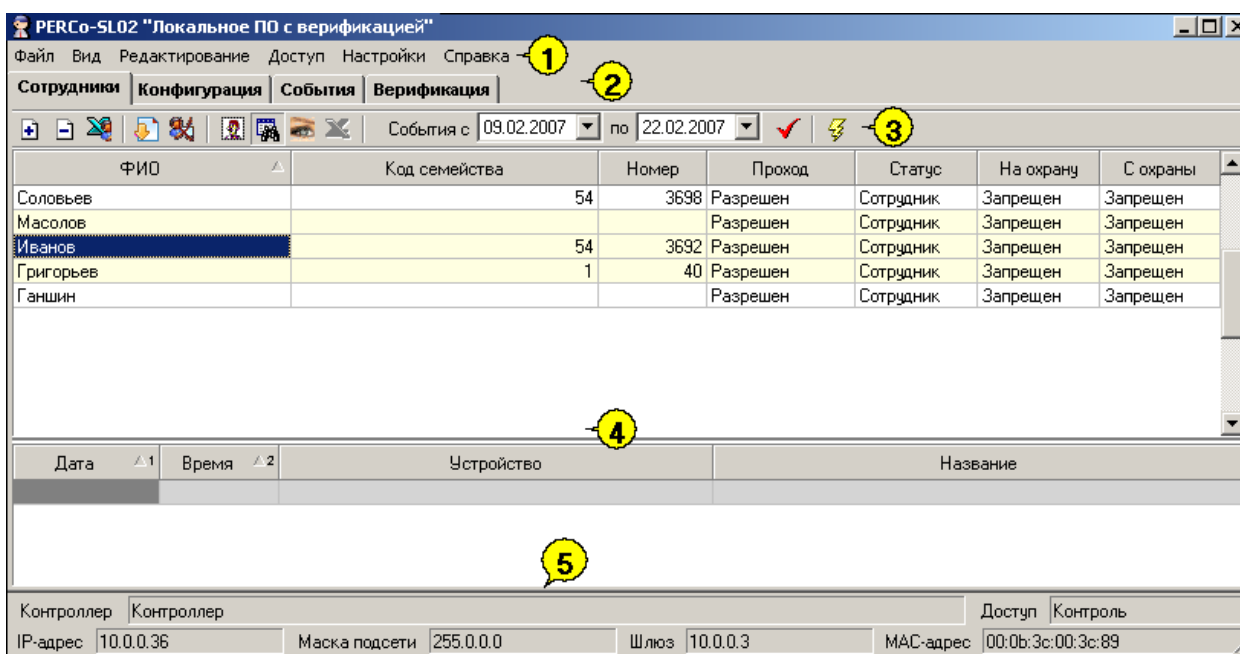 PERCo-SL02 "Локальное ПО с верификацией"
Файл Вид Редактирование Доступ Настройки Справка 1
Сотрудники Конфигурация События Верификация 2
События с 09.02.2007 по 22.02.2007 3
ФИО Код семейства Номер Проход Статус На охрану С охраны
Соловьев 54 3698 Разрешен Сотрудник Запрещен Запрещен
Масолов Разрешен Сотрудник Запрещен Запрещен
Иванов 54 3692 Разрешен Сотрудник Запрещен Запрещен
Григорьев 1 40 Разрешен Сотрудник Запрещен Запрещен
Ганшин Разрешен Сотрудник Запрещен Запрещен
4
Дата 1 Время 2 Устройство Название
5
Контроллер Контроллер Доступ Контроль
IP-адрес 10.0.0.36 Маска подсети 255.0.0.0 Шлюз 10.0.0.3 MAC-адрес 00:0b:3c:00:3c:89